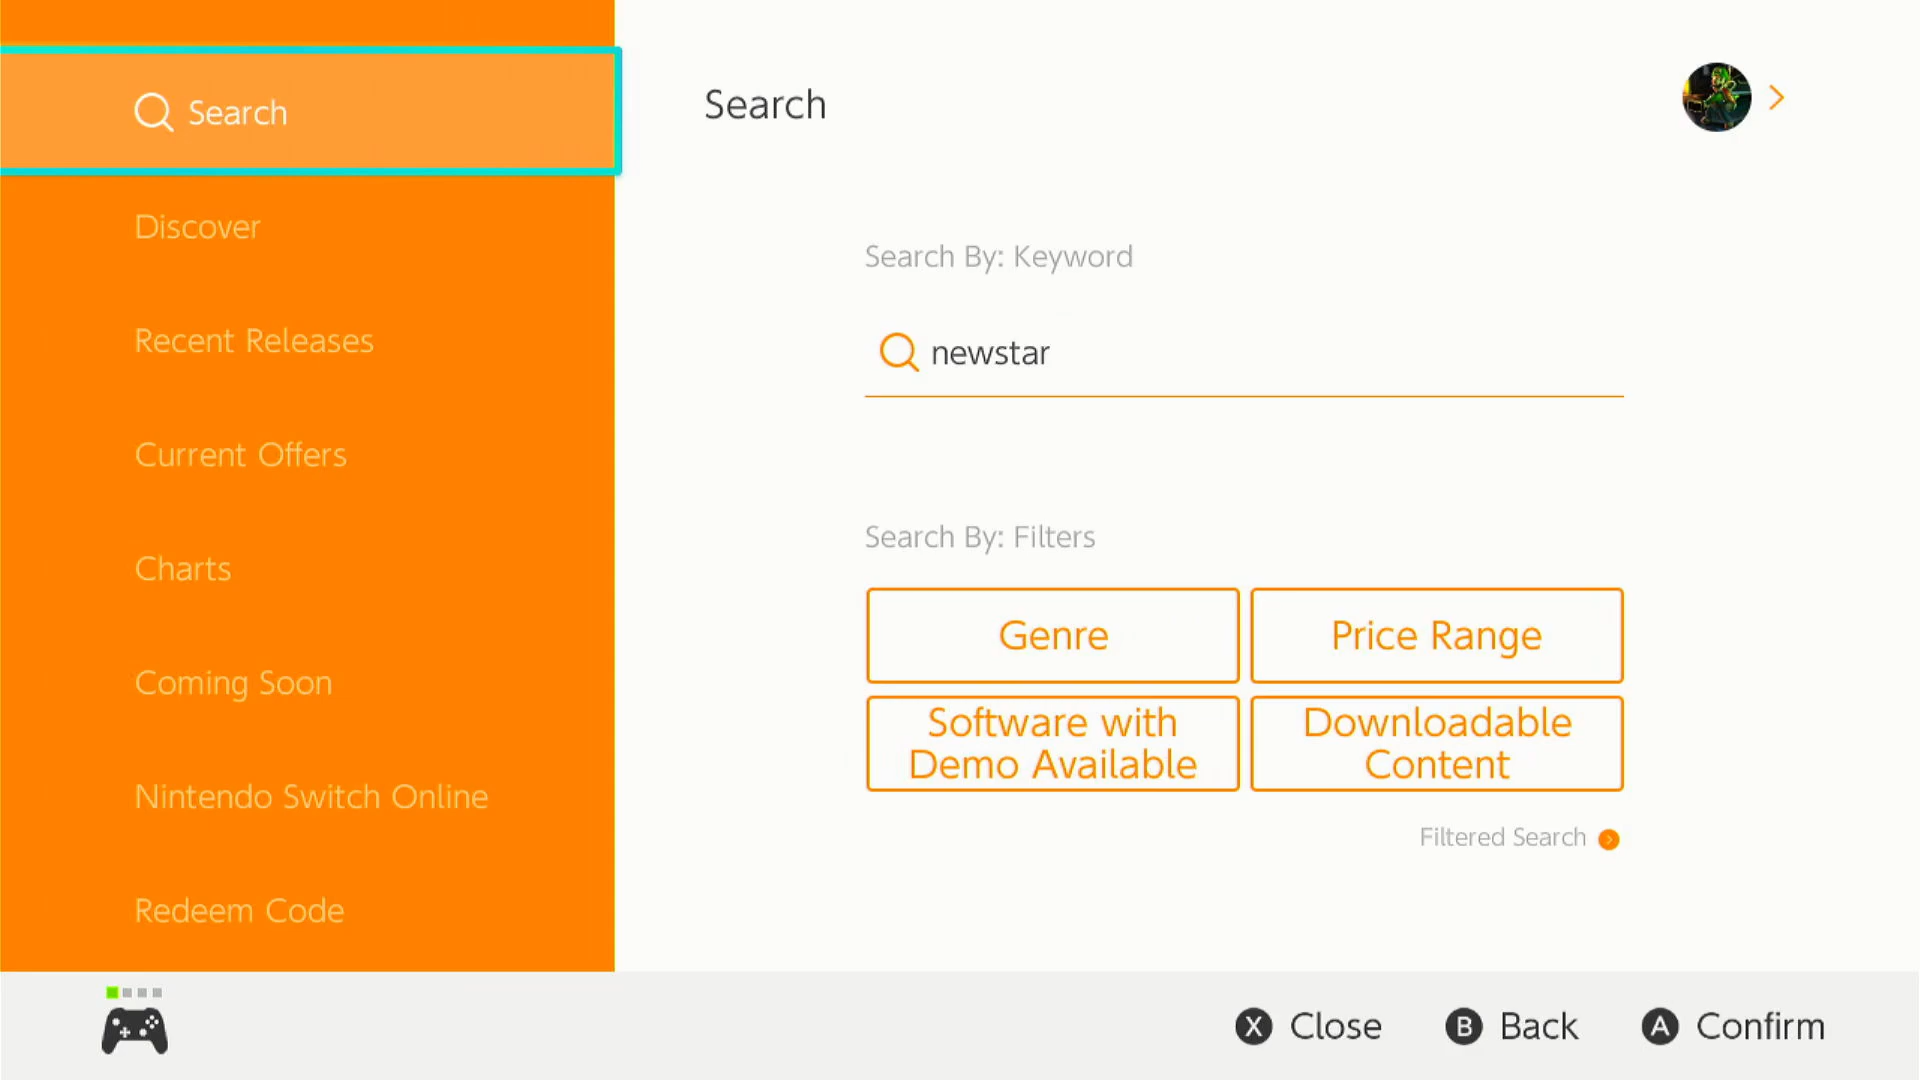 Search
Discover
Recent Releases
Current Offers
Charts
Coming Soon
Nintendo Switch Online
Redeem Code
Search
Search By: Keyword
newstar
Search By: Filters
Genre
Price Range
Software with
Demo Available
Downloadable
Content
Filtered Search
X Close
B Back
A Confirm